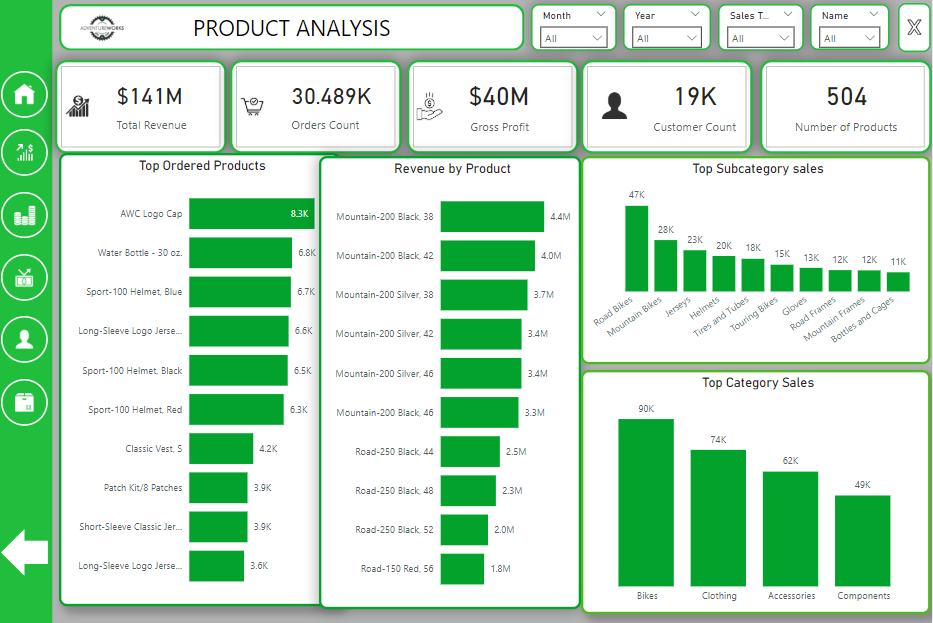 ADVENTUREWORKS
PRODUCT ANALYSIS
Month
All
Year
All
Sales T...
All
Name
All
X
$141M
Total Revenue
30.489K
Orders Count
$40M
Gross Profit
19K
Customer Count
504
Number of Products
Top Ordered Products
AWC Logo Cap 8.3K
Water Bottle - 30 oz. 6.8K
Sport-100 Helmet, Blue 6.7K
Long-Sleeve Logo Jerse... 6.6K
Sport-100 Helmet, Black 6.5K
Sport-100 Helmet, Red 6.3K
Classic Vest, S 4.2K
Patch Kit/8 Patches 3.9K
Short-Sleeve Classic Jer... 3.9K
Long-Sleeve Logo Jerse... 3.6K
Revenue by Product
Mountain-200 Black, 38 4.4M
Mountain-200 Black, 42 4.0M
Mountain-200 Silver, 38 3.7M
Mountain-200 Silver, 42 3.4M
Mountain-200 Silver, 46 3.4M
Mountain-200 Black, 46 3.3M
Road-250 Black, 44 2.5M
Road-250 Black, 48 2.3M
Road-250 Black, 52 2.0M
Road-150 Red, 56 1.8M
Top Subcategory sales
47K 28K 23K 20K 18K 15K 13K 12K 12K 11K
Road Bikes
Mountain Bikes
Jerseys
Helmets
Tires and Tubes
Touring Bikes
Gloves
Road Frames
Mountain Frames
Bottles and Cages
Top Category Sales
90K 74K 62K 49K
Bikes Clothing Accessories Components